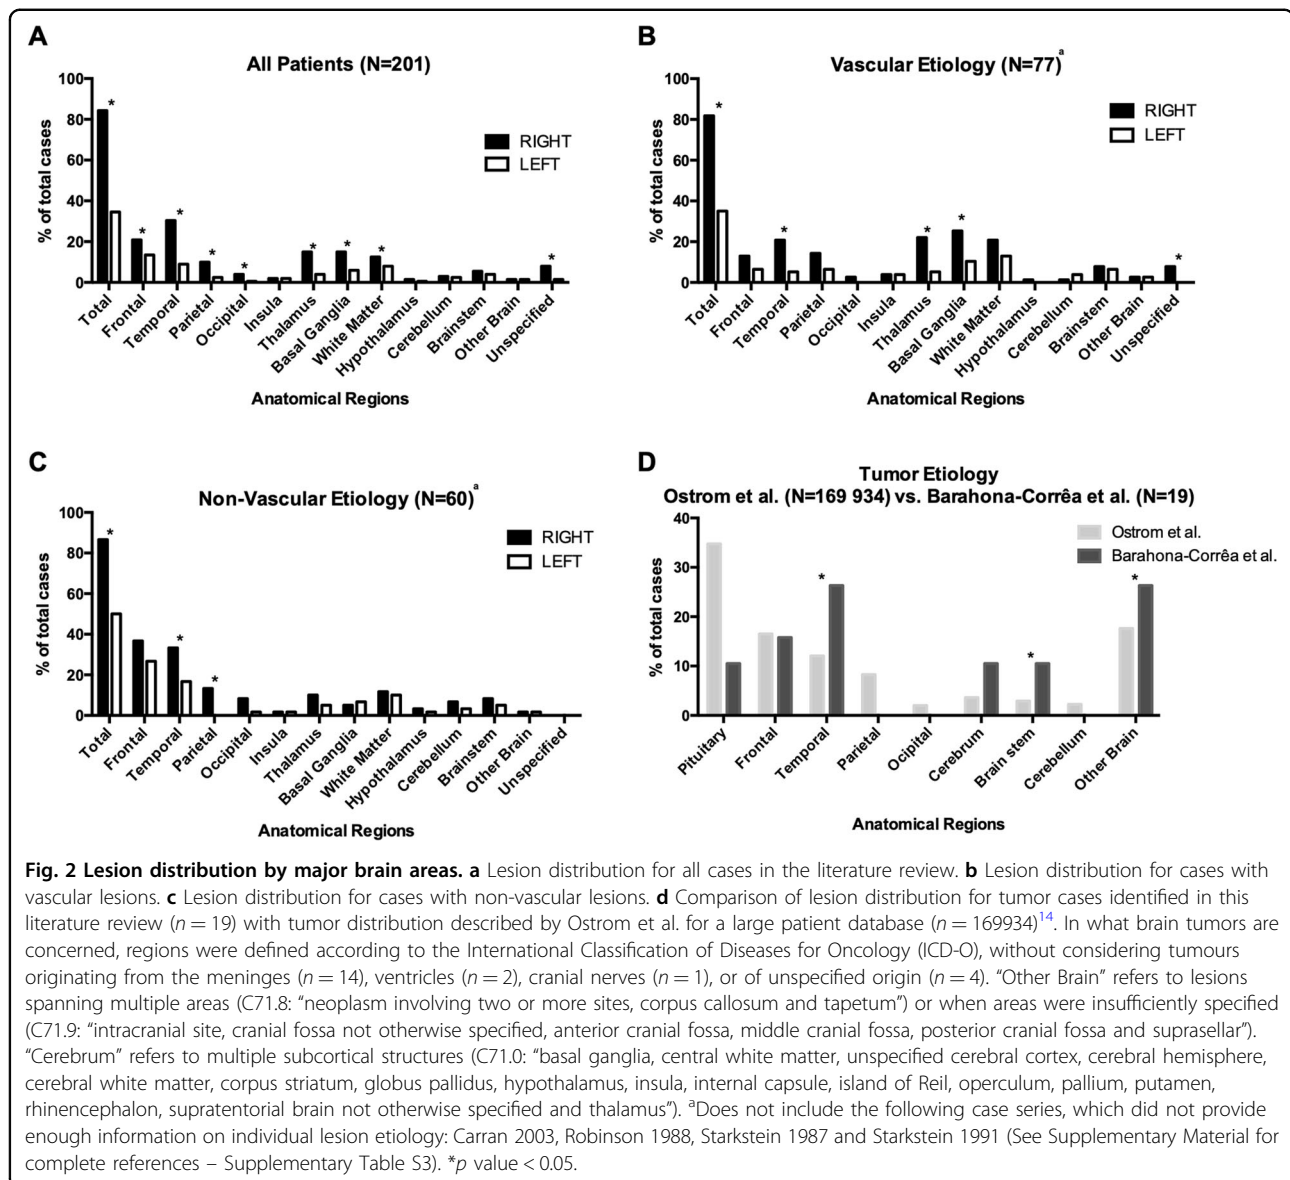 A
All Patients (N=201)
100
80
60
40
20
0
% of total cases
*
*
*
*
*
*
*
*
*
RIGHT
LEFT
Total
Frontal
Temporal
Parietal
Occipital
Insula
Thalamus
Basal Ganglia
White Matter
Hypothalamus
Cerebellum
Brainstem
Other Brain
Unspecified
Anatomical Regions
B
Vascular Etiology (N=77)a
100
80
60
40
20
0
% of total cases
*
*
*
*
*
RIGHT
LEFT
Total
Frontal
Temporal
Parietal
Occipital
Insula
Thalamus
Basal Ganglia
White Matter
Hypothalamus
Cerebellum
Brainstem
Other Brain
Unspecified
Anatomical Regions
C
Non-Vascular Etiology (N=60)a
100
80
60
40
20
0
% of total cases
*
*
*
RIGHT
LEFT
Total
Frontal
Temporal
Parietal
Occipital
Insula
Thalamus
Basal Ganglia
White Matter
Hypothalamus
Cerebellum
Brainstem
Other Brain
Unspecified
Anatomical Regions
D
Tumor Etiology
Ostrom et al. (N=169 934) vs. Barahona-Corrêa et al. (N=19)
40
30
20
10
0
% of total cases
*
*
*
Ostrom et al.
Barahona-Corrêa et al.
Pituitary
Frontal
Temporal
Parietal
Ocipital
Cerebrum
Brain stem
Cerebellum
Other Brain
Anatomical Regions
Fig. 2 Lesion distribution by major brain areas. a Lesion distribution for all cases in the literature review. b Lesion distribution for cases with
vascular lesions. c Lesion distribution for cases with non-vascular lesions. d Comparison of lesion distribution for tumor cases identified in this
literature review (n = 19) with tumor distribution described by Ostrom et al. for a large patient database (n = 169934)14. In what brain tumors are
concerned, regions were defined according to the International Classification of Diseases for Oncology (ICD-O), without considering tumours
originating from the meninges (n = 14), ventricles (n = 2), cranial nerves (n = 1), or of unspecified origin (n = 4). “Other Brain” refers to lesions
spanning multiple areas (C71.8: “neoplasm involving two or more sites, corpus callosum and tapetum”) or when areas were insufficiently specified
(C71.9: “intracranial site, cranial fossa not otherwise specified, anterior cranial fossa, middle cranial fossa, posterior cranial fossa and suprasellar”).
“Cerebrum” refers to multiple subcortical structures (C71.0: “basal ganglia, central white matter, unspecified cerebral cortex, cerebral hemisphere,
cerebral white matter, corpus striatum, globus pallidus, hypothalamus, insula, internal capsule, island of Reil, operculum, pallium, putamen,
rhinencephalon, supratentorial brain not otherwise specified and thalamus”). aDoes not include the following case series, which did not provide
enough information on individual lesion etiology: Carran 2003, Robinson 1988, Starkstein 1987 and Starkstein 1991 (See Supplementary Material for
complete references – Supplementary Table S3). *p value < 0.05.